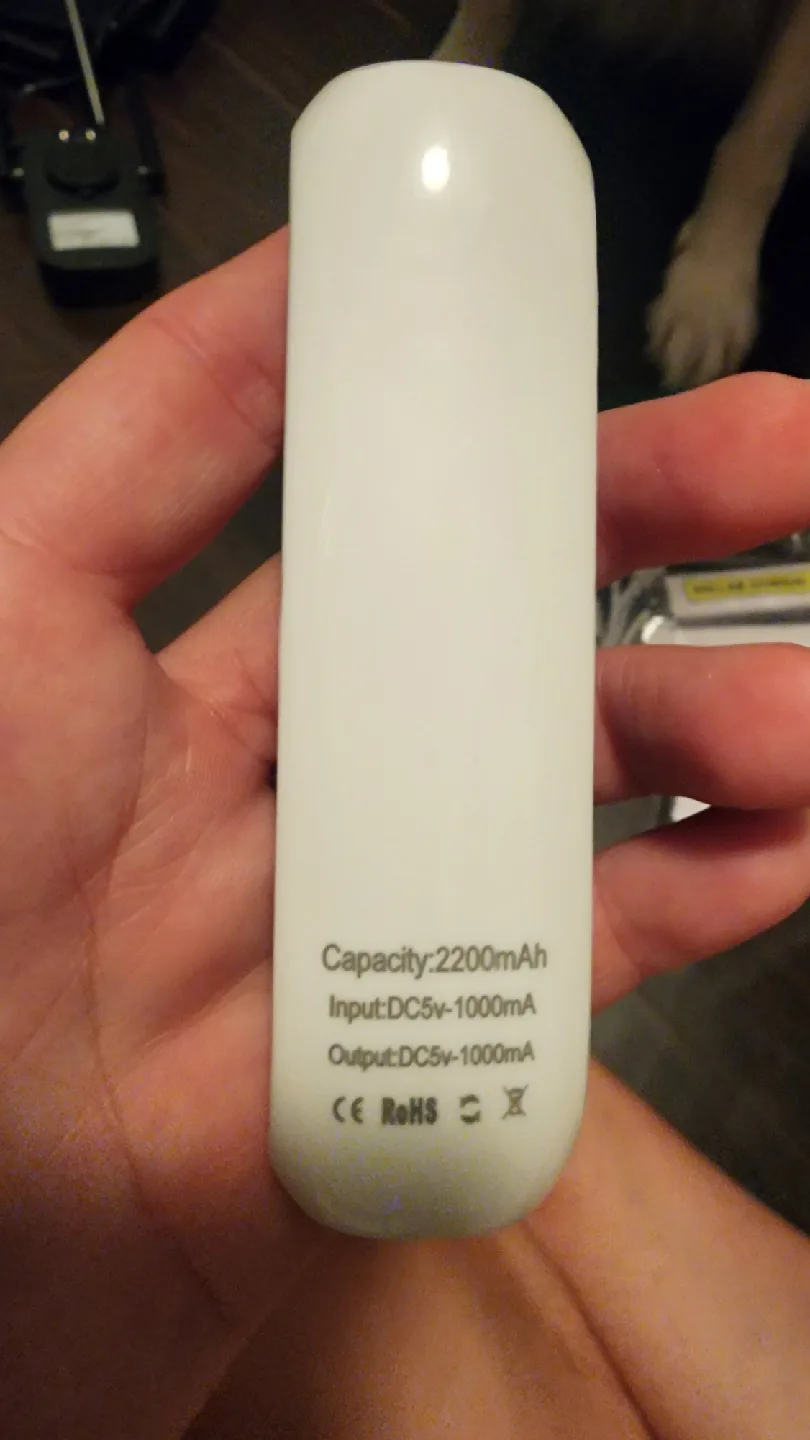 Capacity:2200mAh
Input:DC5v-1000mA
Output:DC5v-1000mA
CE RoHS